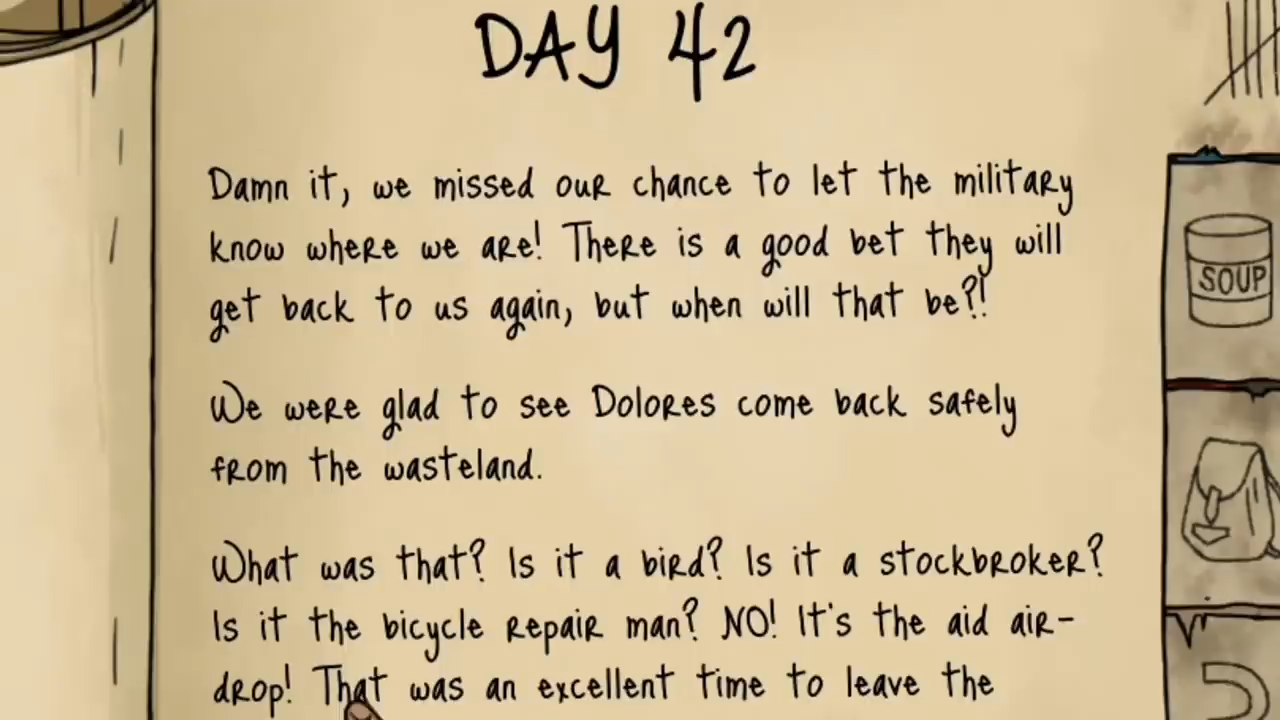 DAY 42
Damn it, we missed our chance to let the military
know where we are! There is a good bet they will
get back to us again, but when will that be?!
We were glad to see Dolores come back safely
from the wasteland.
What was that? Is it a bird? Is it a stockbroker?
Is it the bicycle repair man? NO! It's the aid air-
drop! That was an excellent time to leave the
SOUP